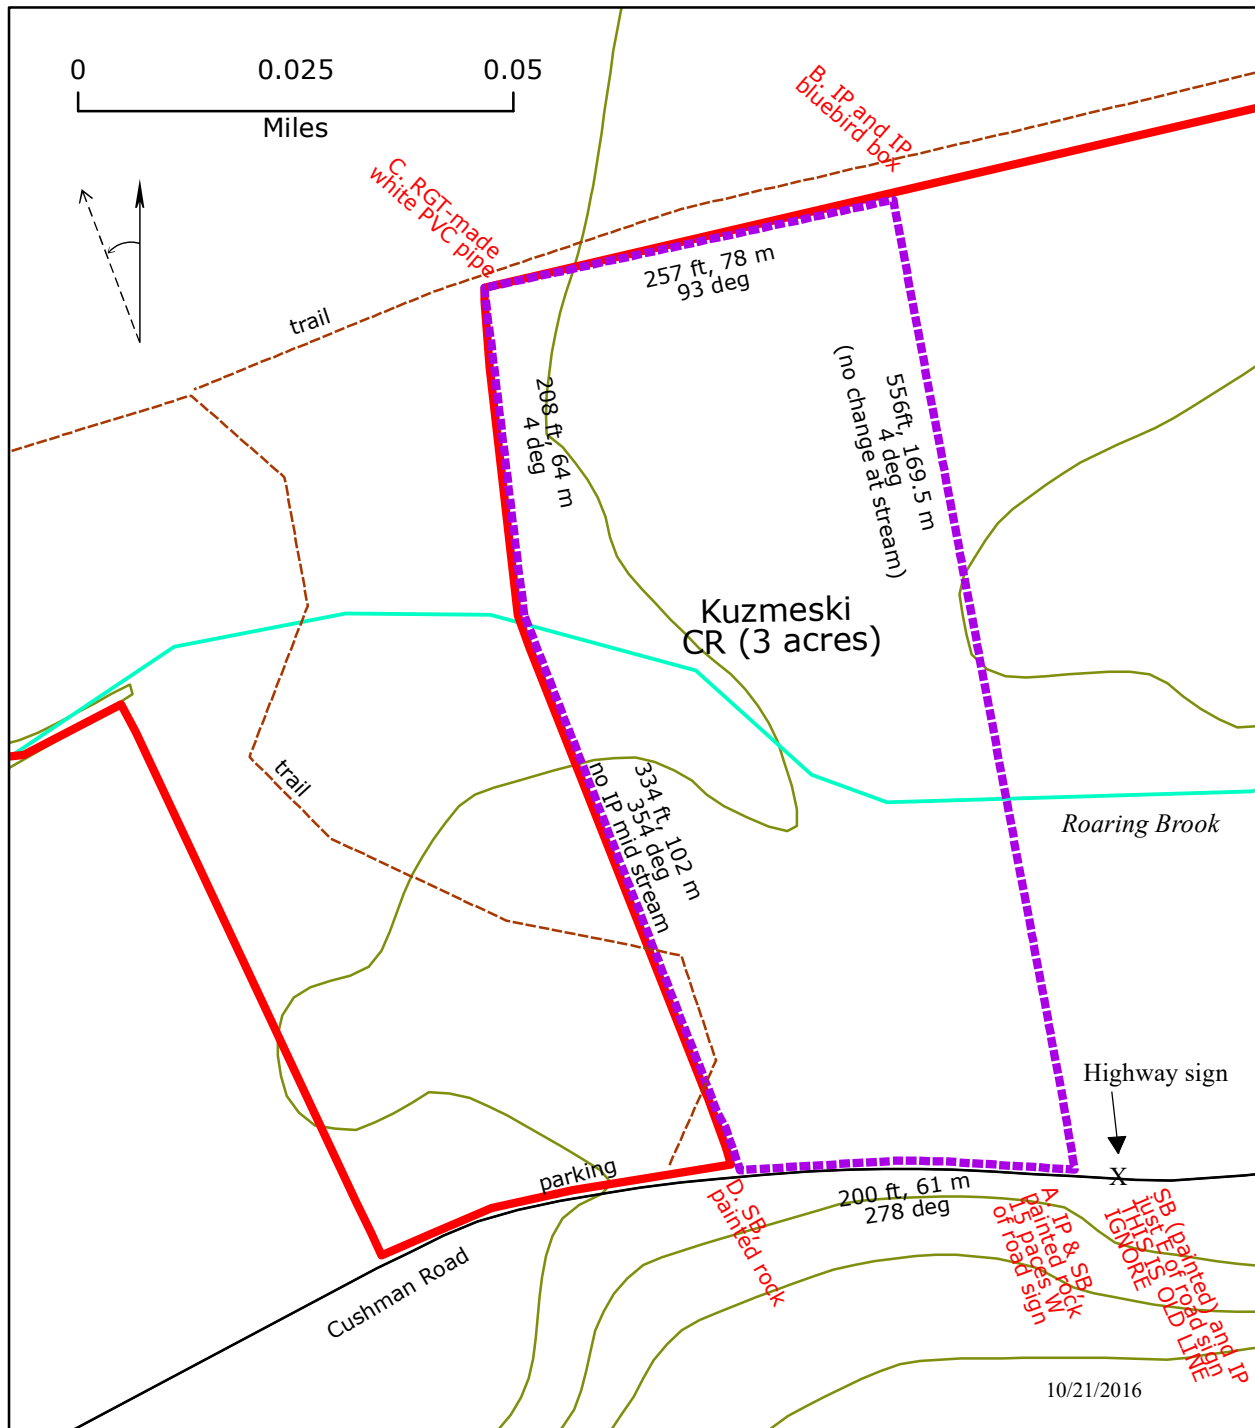 0 0.025 0.05
Miles
B. IP and IP
bluebird box
C. RGT-made
white PVC pipe
257 ft, 78 m
93 deg
trail
208 ft, 64 m
4 deg
556ft, 169.5 m
4 deg
(no change at stream)
Kuzmeski
CR (3 acres)
trail
334 ft, 102 m
354 deg
no IP mid stream
Roaring Brook
Highway sign
X
parking
200 ft, 61 m
278 deg
Cushman Road
D. SB,
painted rock
A. IP & SB,
painted rock
15 paces W
of road sign
SB (painted) and IP
just E of road sign
THIS IS OLD LINE
IGNORE
10/21/2016